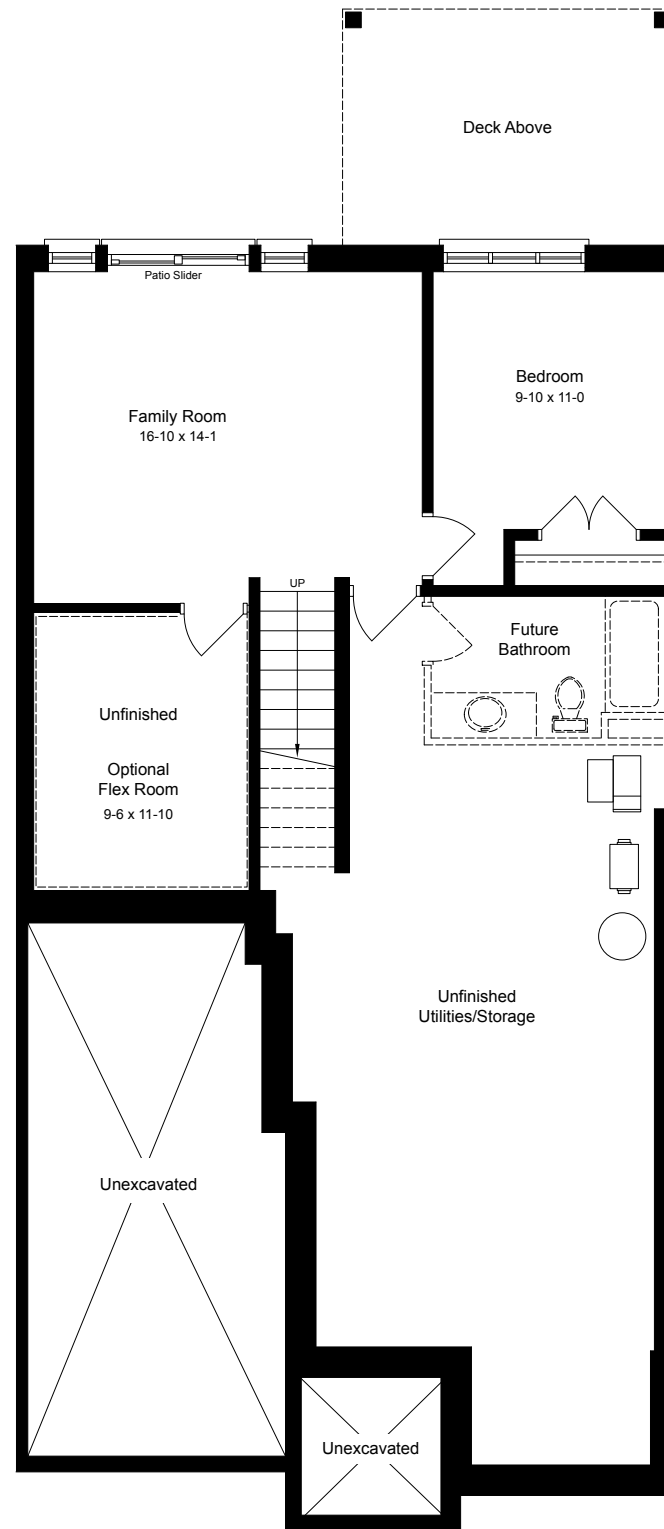 Deck Above
Patio Slider
Bedroom
9-10 x 11-0
Family Room
16-10 x 14-1
UP
Future
Bathroom
Unfinished
Optional
Flex Room
9-6 x 11-10
Unfinished
Utilities/Storage
Unexcavated
Unexcavated